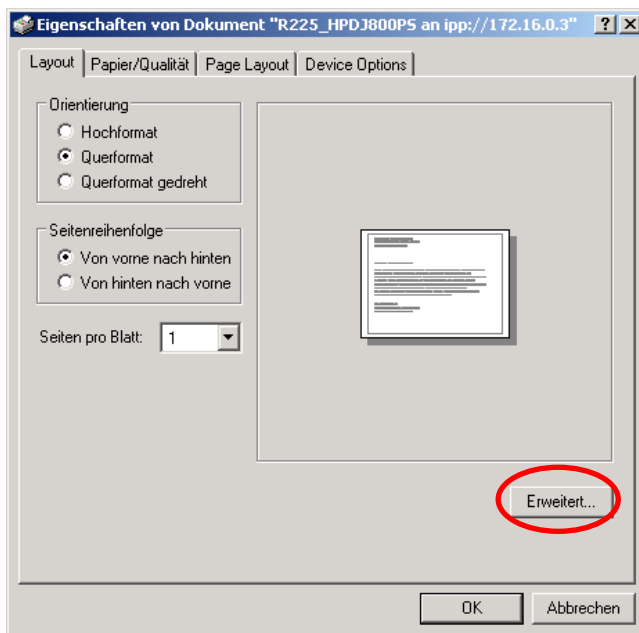 Eigenschaften von Dokument "R225_HPDJ800PS an ipp://172.16.0.3"
Layout Papier/Qualität Page Layout Device Options
Orientierung
Hochformat
Querformat
Querformat gedreht
Seitenreihenfolge
Von vorne nach hinten
Von hinten nach vorne
Seiten pro Blatt: 1
Erweitert...
OK Abbrechen